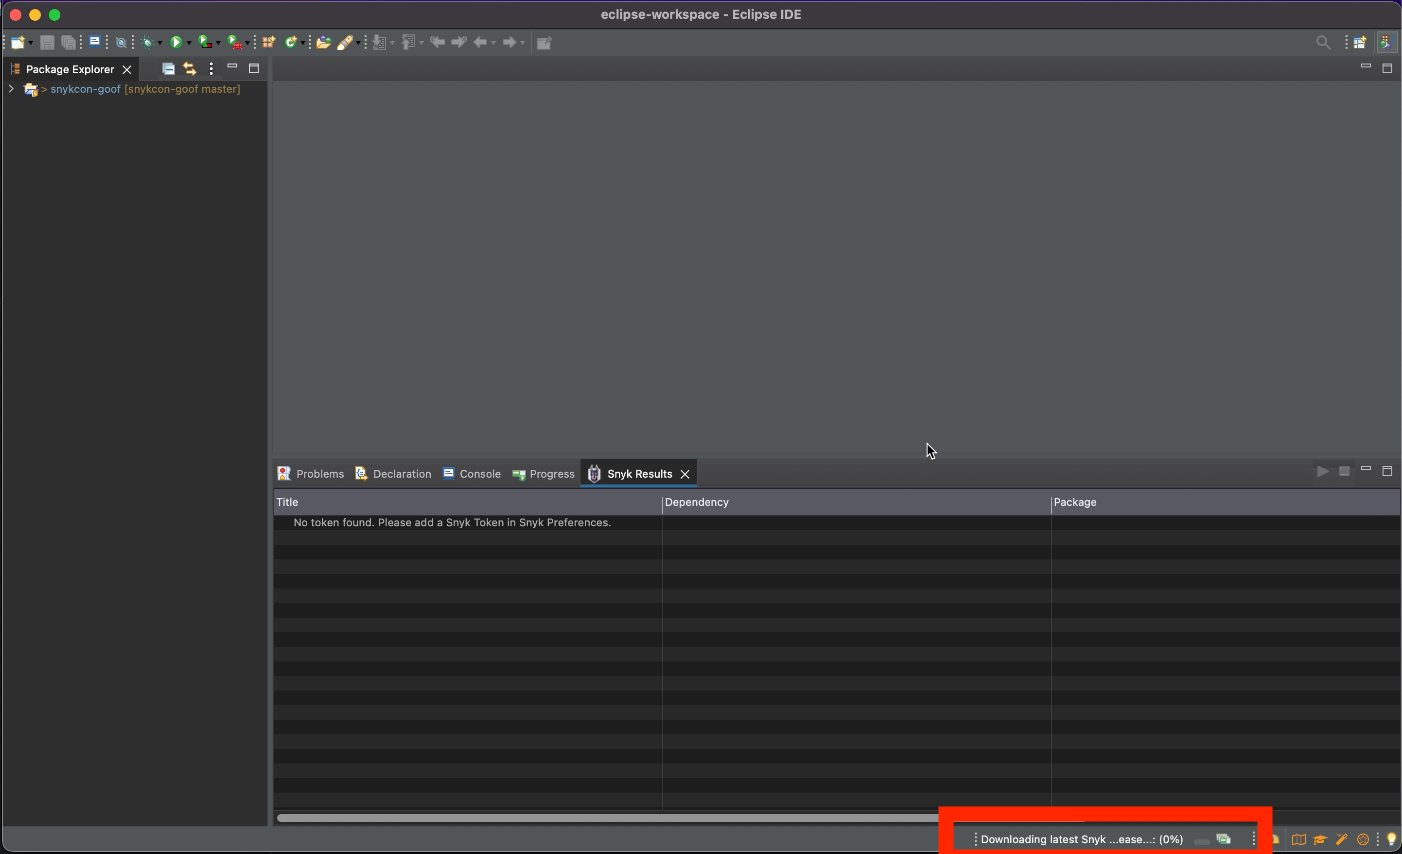 eclipse-workspace - Eclipse IDE
Package Explorer
> snykcon-goof [snykcon-goof master]
Problems Declaration Console Progress Snyk Results
Title Dependency Package
No token found. Please add a Snyk Token in Snyk Preferences.
Downloading latest Snyk ...ease...: (0%)